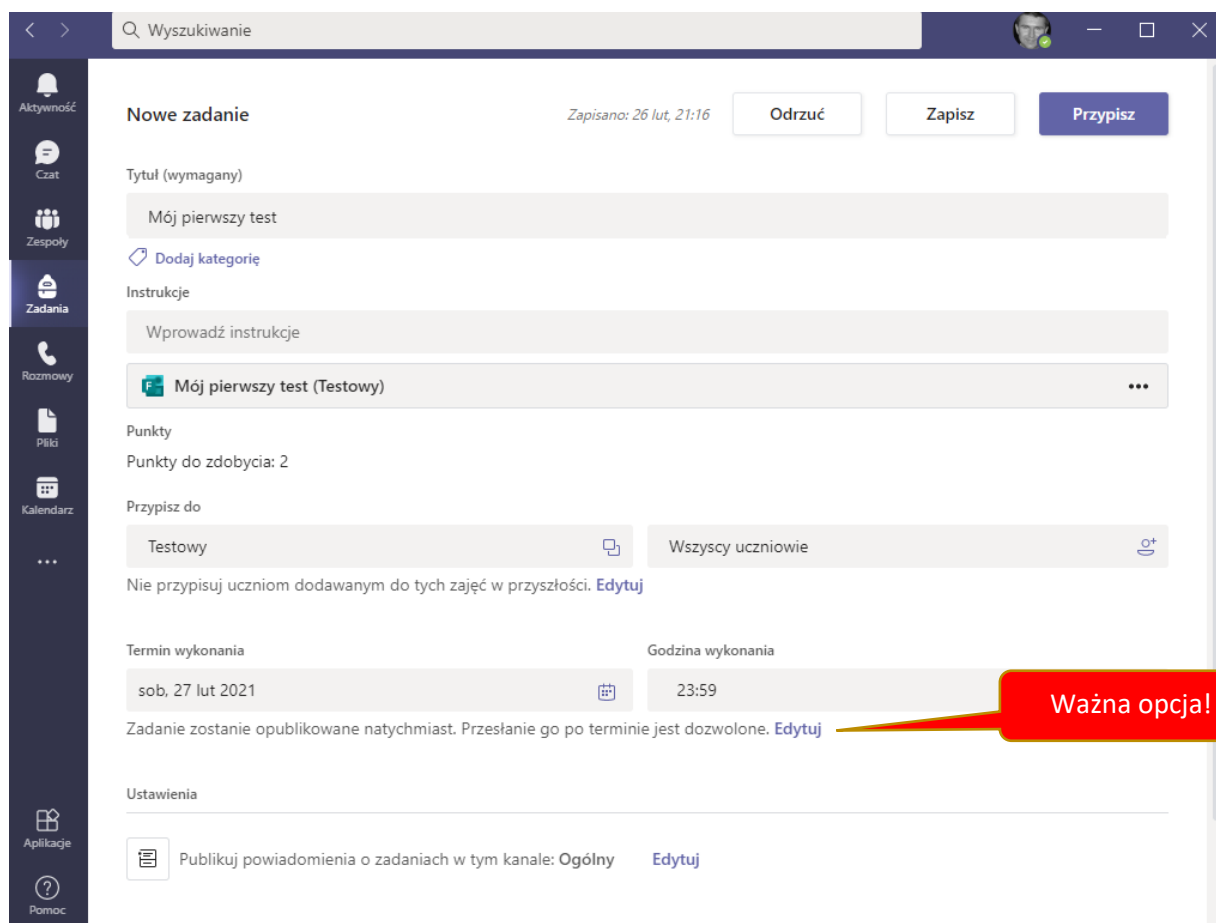 Wyszukiwanie
Aktywność
Czat
Zespoły
Zadania
Rozmowy
Pliki
Kalendarz
Aplikacje
Pomoc
Nowe zadanie
Zapisano: 26 lut, 21:16
Odrzuć
Zapisz
Przypisz
Tytuł (wymagany)
Mój pierwszy test
Dodaj kategorię
Instrukcje
Wprowadź instrukcje
Mój pierwszy test (Testowy)
Punkty
Punkty do zdobycia: 2
Przypisz do
Testowy
Wszyscy uczniowie
Nie przypisuj uczniom dodawanym do tych zajęć w przyszłości. Edytuj
Termin wykonania
Godzina wykonania
sob, 27 lut 2021
23:59
Ważna opcja!
Zadanie zostanie opublikowane natychmiast. Przesłanie go po terminie jest dozwolone. Edytuj
Ustawienia
Publikuj powiadomienia o zadaniach w tym kanale: Ogólny Edytuj